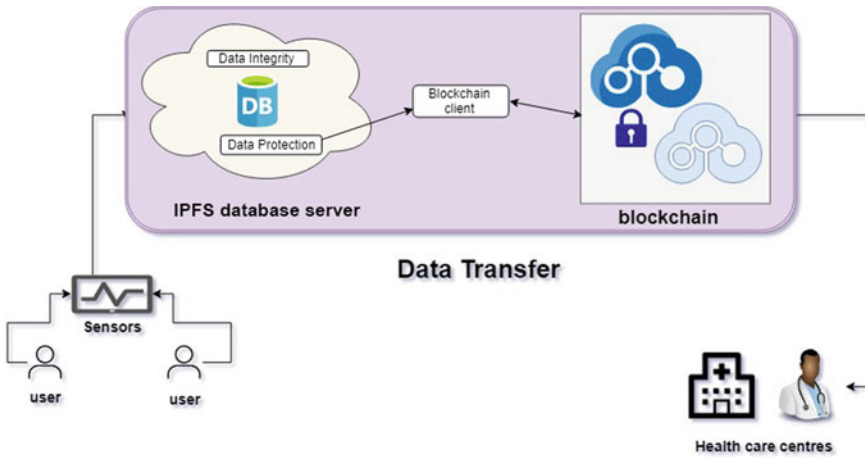 Data Integrity
DB
Data Protection
Blockchain
client
IPFS database server
blockchain
Data Transfer
Sensors
user
user
Health care centres